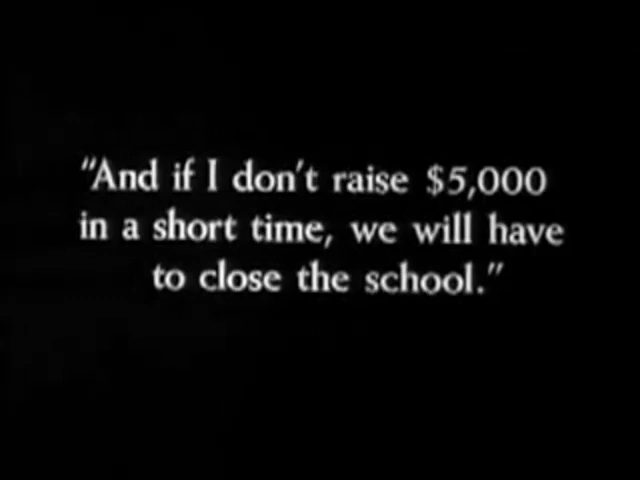 "And if I don't raise $5,000
in a short time, we will have
to close the school."